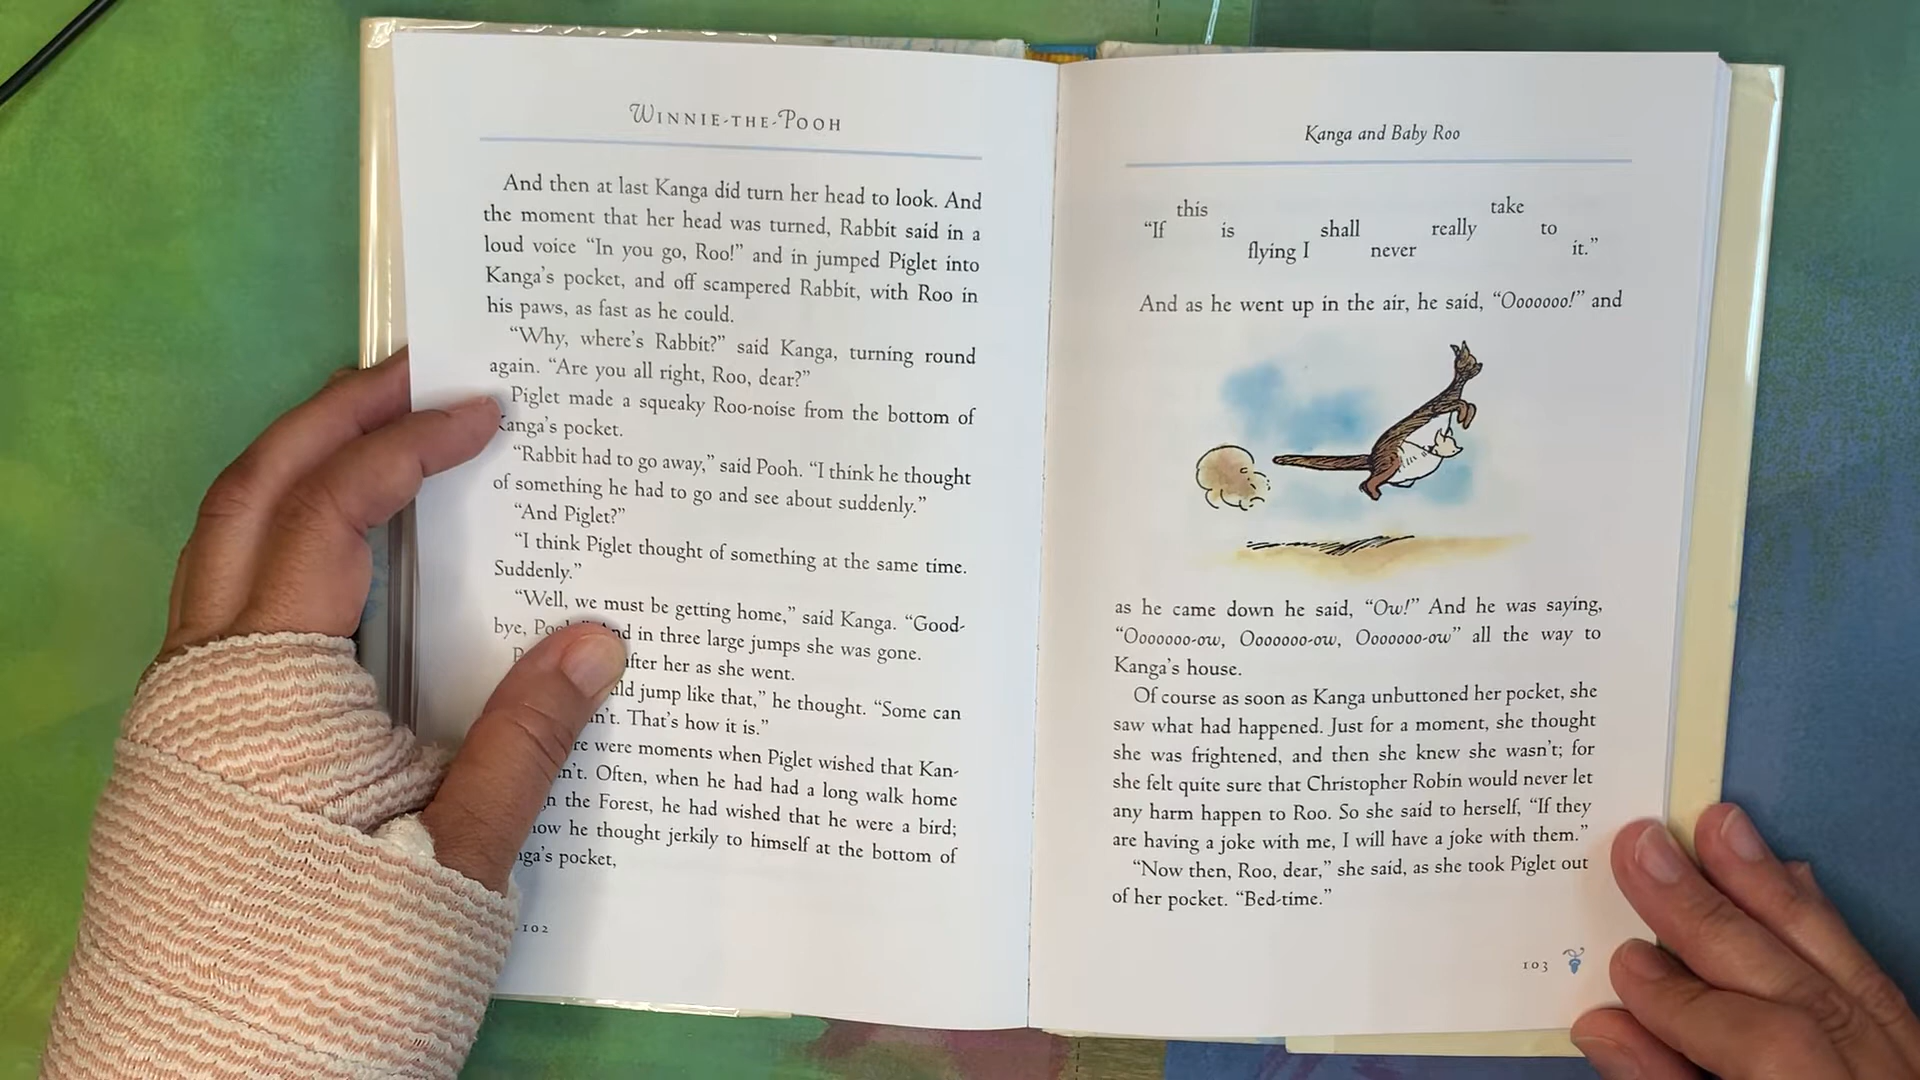 WINNIE-THE-POOH
And then at last Kanga did turn her head to look. And
the moment that her head was turned, Rabbit said in a
loud voice “In you go, Roo!” and in jumped Piglet into
Kanga’s pocket, and off scampered Rabbit, with Roo in
his paws, as fast as he could.
“Why, where’s Rabbit?” said Kanga, turning round
again. “Are you all right, Roo, dear?”
Piglet made a squeaky Roo-noise from the bottom of
Kanga’s pocket.
“Rabbit had to go away,” said Pooh. “I think he thought
of something he had to go and see about suddenly.”
“And Piglet?”
“I think Piglet thought of something at the same time.
Suddenly.”
“Well, we must be getting home,” said Kanga. “Good-
bye, Pooh.” And in three large jumps she was gone.
after her as she went.
jump like that,” he thought. “Some can
That’s how it is.”
were moments when Piglet wished that Kan-
Often, when he had had a long walk home
the Forest, he had wished that he were a bird;
now he thought jerkily to himself at the bottom of
pocket,
102
Kanga and Baby Roo
“If this is flying I shall never really take to it.”
And as he went up in the air, he said, “Ooooooo!” and
as he came down he said, “Ow!” And he was saying,
“Ooooooo-ow, Ooooooo-ow, Ooooooo-ow” all the way to
Kanga’s house.
Of course as soon as Kanga unbuttoned her pocket, she
saw what had happened. Just for a moment, she thought
she was frightened, and then she knew she wasn’t; for
she felt quite sure that Christopher Robin would never let
any harm happen to Roo. So she said to herself, “If they
are having a joke with me, I will have a joke with them.”
“Now then, Roo, dear,” she said, as she took Piglet out
of her pocket. “Bed-time.”
103